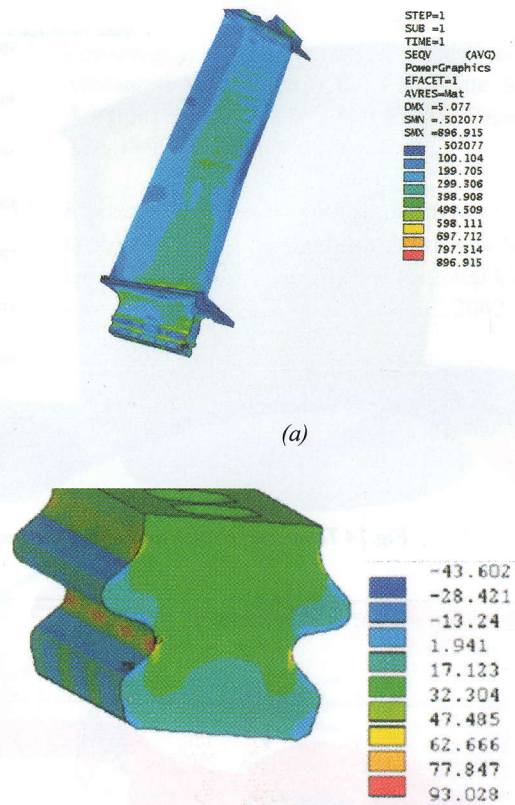 STEP=1
SUB =1
TIME=1
SEQV (AVG)
PowerGraphics
EFACET=1
AVRES=Mat
DMX =5.077
SMN =.502077
SMX =896.915
.502077
100.104
199.705
299.306
398.908
498.509
598.111
697.712
797.314
896.915
(a)
-43.602
-28.421
-13.24
1.941
17.123
32.304
47.485
62.666
77.847
93.028